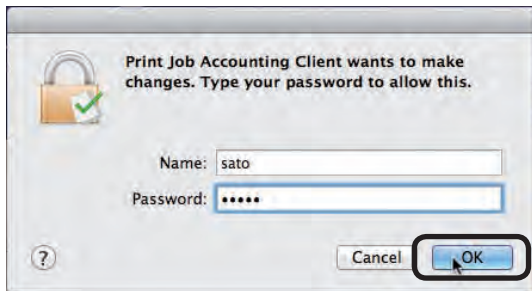 Print Job Accounting Client wants to make
changes. Type your password to allow this.
Name: sato
Password: •••••
?
Cancel
OK